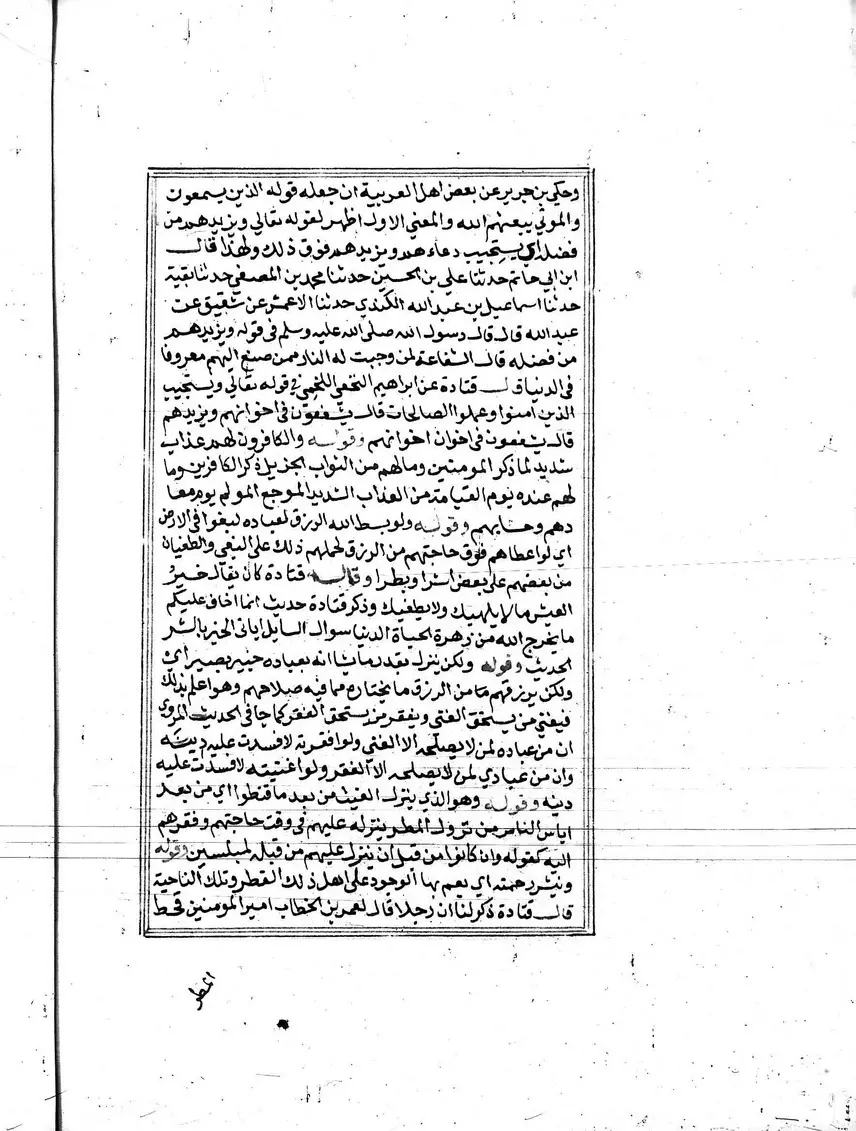 وحكي بن جرير عن بعض اهل العربية ان جعله قوله الذين يسمعون
والموتي يبعثهم الله والمعني الاول اظهر لقوله تعالي ويزيدهم من
فضله اي يستجيب دعاءهم ويزيدهم فوق ذلك ولهذا قال
ابن ابي حاتم حدثنا علي بن الحسين حدثنا محمد بن المصفي حدثنا بقية
حدثنا اسماعيل بن عبد الله الكندي حدثنا الاعمش عن شقيق عن
عبد الله قال قال رسول الله صلى الله عليه وسلم في قوله ويزيدهم
من فضله قال الشفاعة لمن وجبت له النار ممن صنع اليهم معروفا
في الدنيا وقال قتادة عن ابراهيم النخعي اللخمي في قوله تعالي ويستجيب
الذين امنوا وعملوا الصالحات قال يشفعون في اخوانهم ويزيدهم
قال يشفعون في اخوان اخوانهم وقوله والكافرون لهم عذاب
شديد لما ذكر المومنين وما لهم من الثواب الجزيل ذكر الكافرين وما
لهم عنده يوم القيامة من العذاب الشديد الموجع المولم يوم معا
دهم وحسابهم وقوله ولو بسط الله الرزق لعباده لبغوا في الارض
اي لو اعطاهم فوق حاجتهم من الرزق لحملهم ذلك علي البغي والطغيان
من بعضهم علي بعض اشرا وبطرا وقال قتادة كان يقال خير
العيش ما لا يلهيك ولا يطغيك وذكر قتادة حديث انما اخاف عليكم
ما يخرج الله من زهرة الحياة الدنيا سوال السايل اياتي الخير بالشر
الحديث وقوله ولكن ينزل بقدر ما يشا انه بعباده خبير بصير اي
ولكن يرزقهم من الرزق ما يختاره مما فيه صلاحهم وهو اعلم بذلك
فيغني من يستحق الغني ويفقر من يستحق الفقر كما جا في الحديث المروي
ان من عباده لمن لا يصلحه الا الغني ولو افقرته لافسدت عليه دينه
وان من عبادي لمن لا يصلحه الا الفقر ولو اغنيته لافسدت عليه
دينه وقوله وهو الذي ينزل الغيث من بعد ما قنطوا اي من بعد
اياس الناس من نزول المطر ينزله عليهم في وقت حاجتهم وفقرهم
اليه كقوله وان كانوا من قبل ان ينزل عليهم من قبله لمبلسين وقوله
وينشر رحمته اي يعم بها الوجود علي اهل ذلك القطر وتلك الناحية
قال قتادة ذكر لنا ان رجلا قال لعمر بن الخطاب امير المومنين قحط
المطر